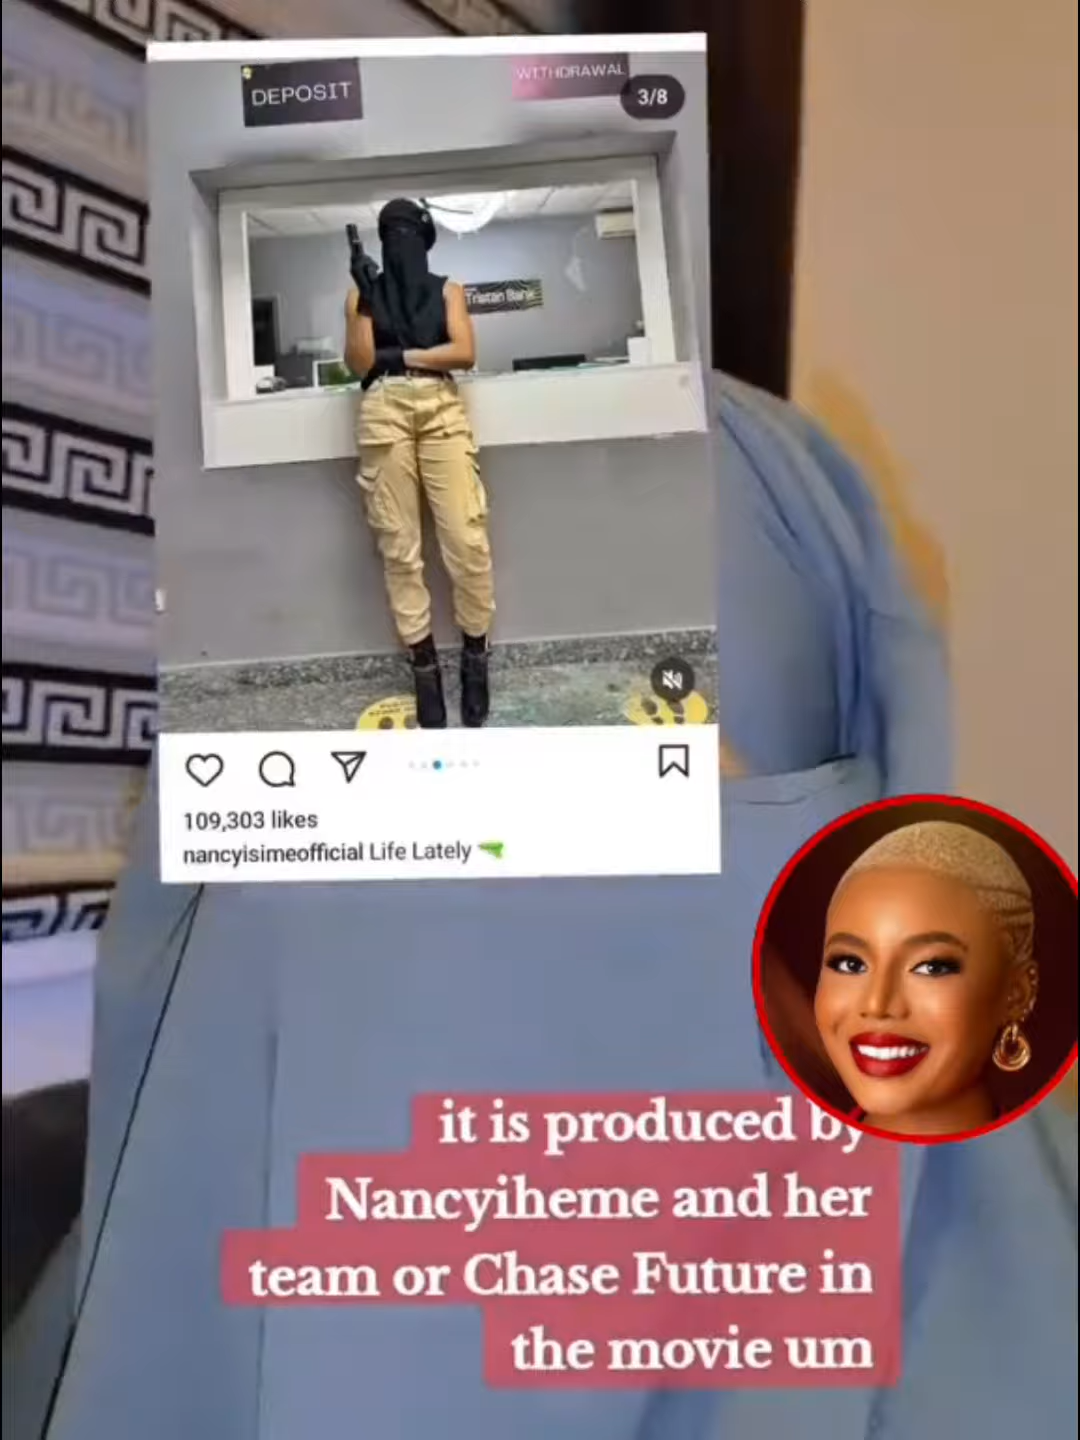 DEPOSIT
WITHDRAWAL
3/8
Tristan Bank
109,303 likes
nancyisimeofficial Life Lately
it is produced by
Nancyiheme and her
team or Chase Future in
the movie um